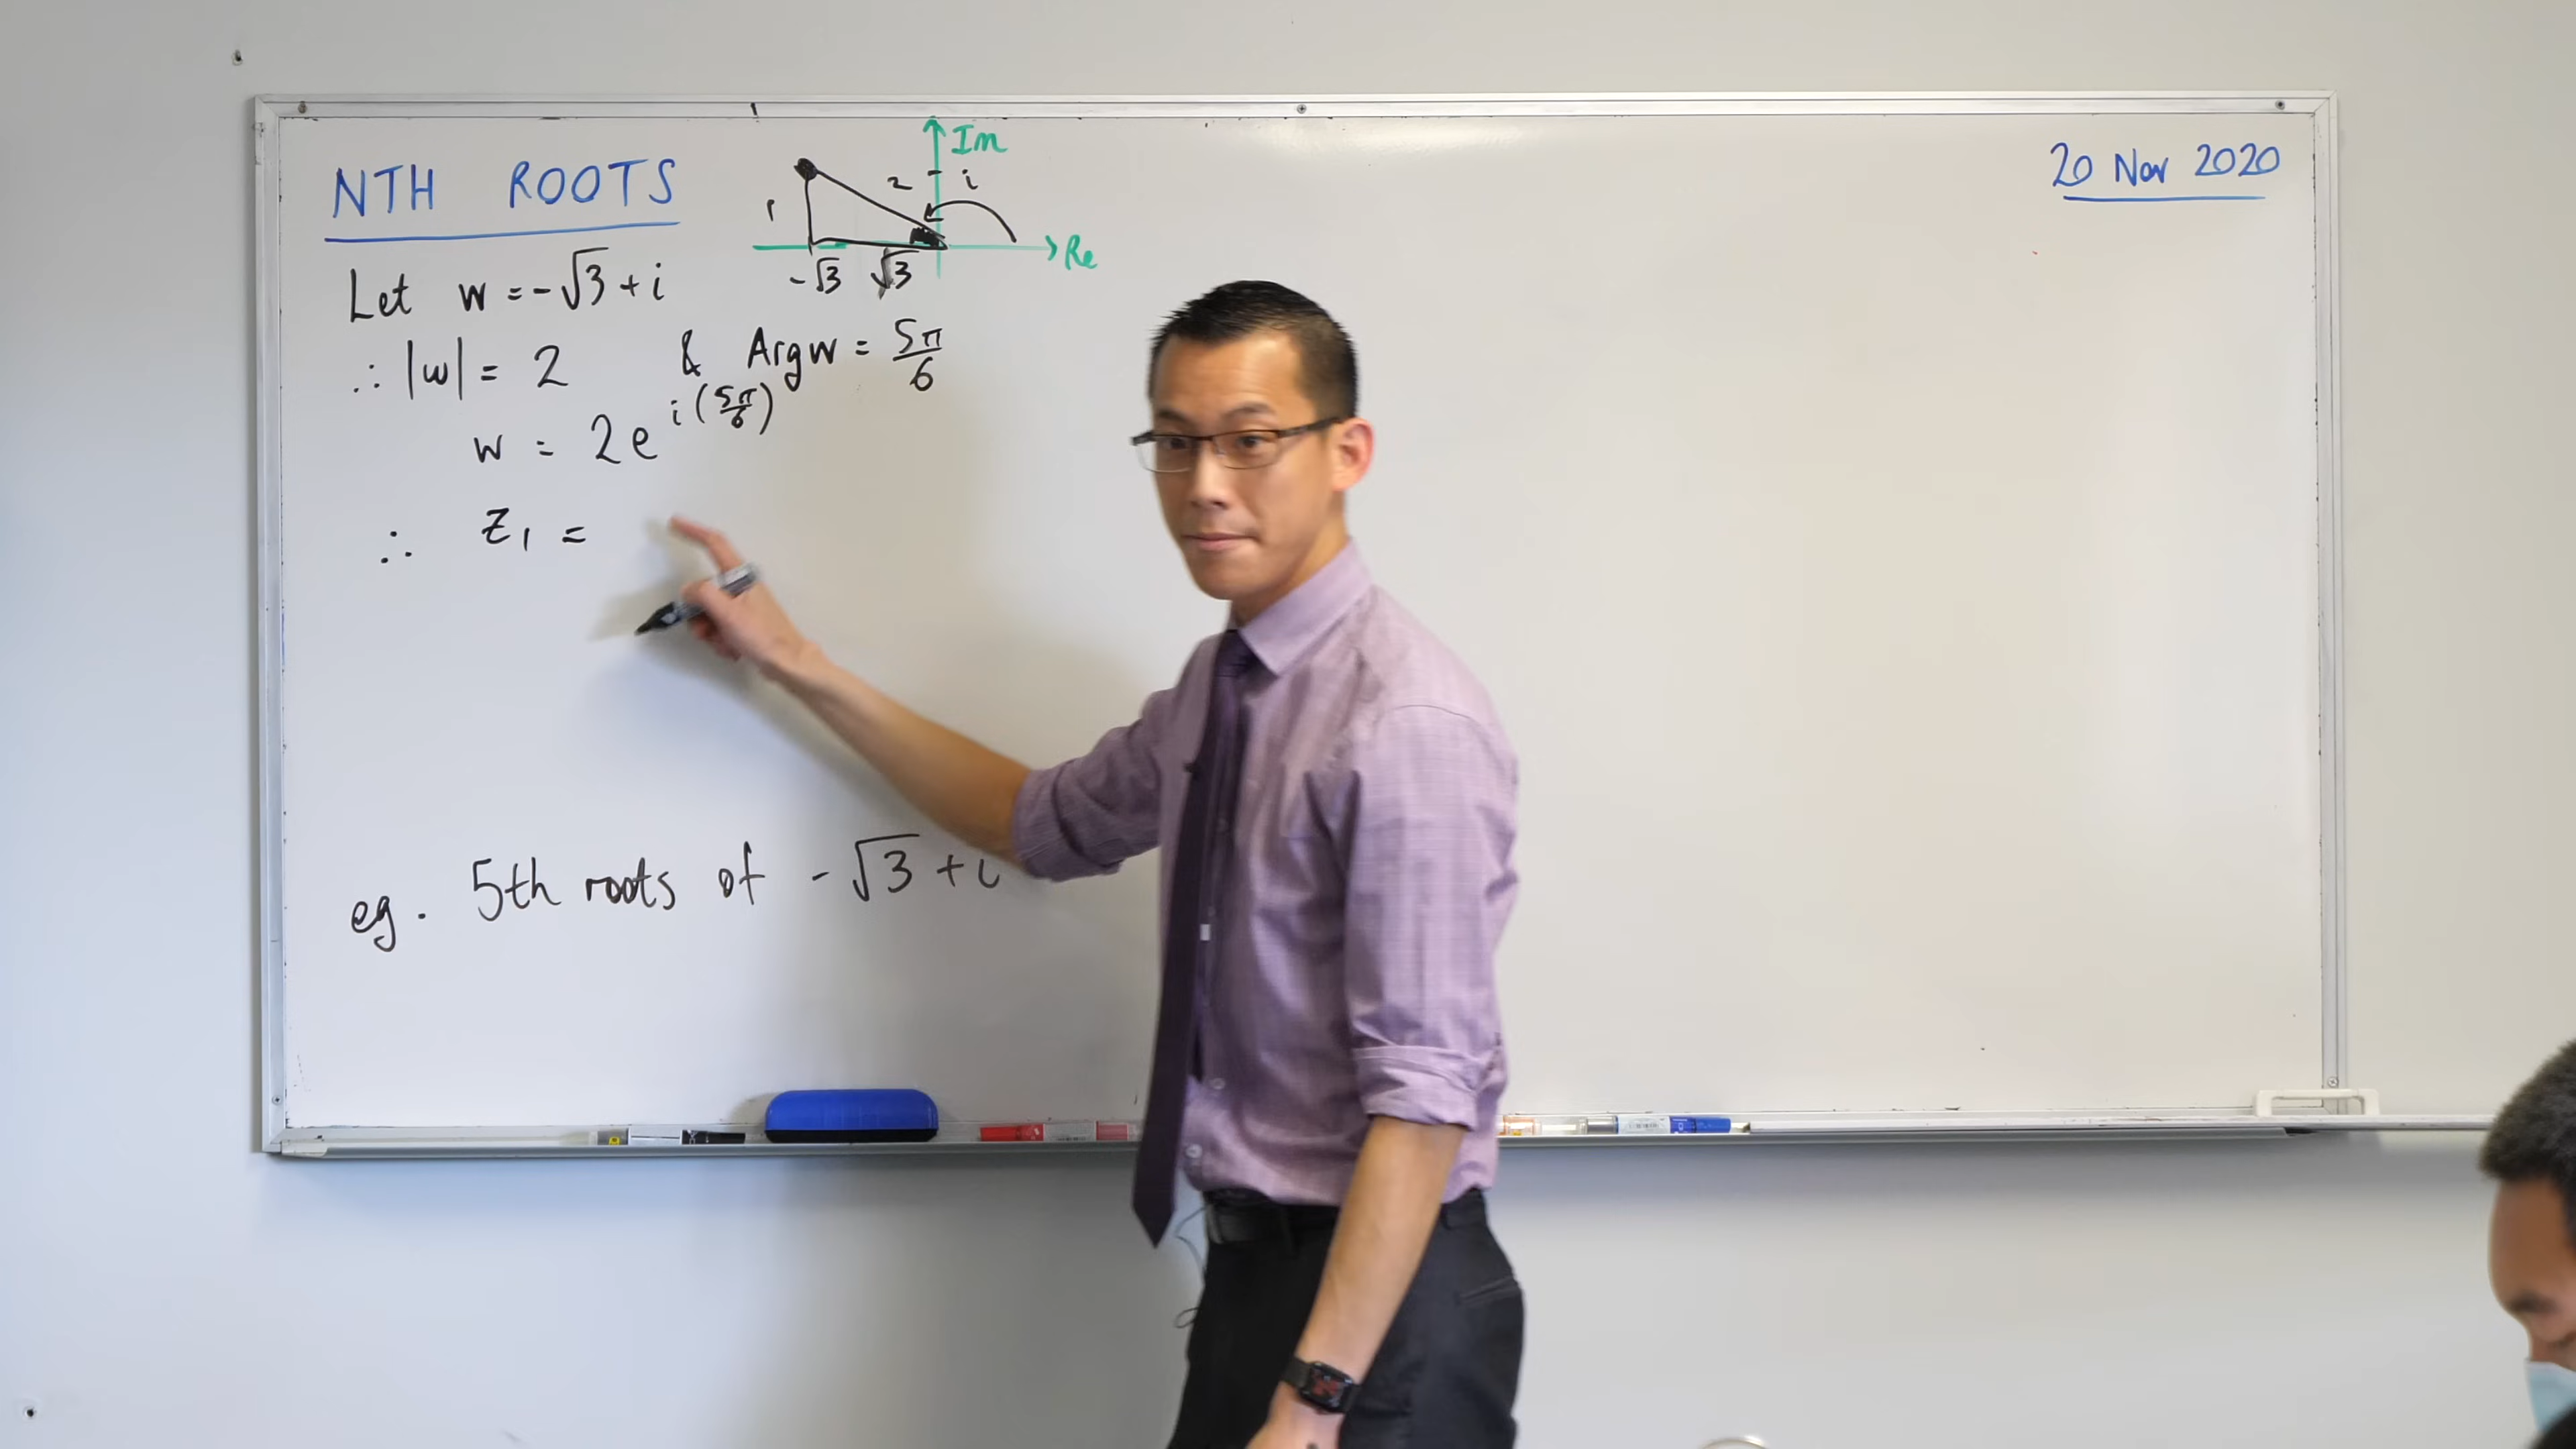 NTH ROOTS
Im
2 i
1
Re
-√3 √3
20 Nov 2020
Let w = -√3 + i
∴ |w| = 2 & Arg w = 5π/6
w = 2e^i(5π/6)
∴ z₁ =
eg. 5th roots of -√3 + i